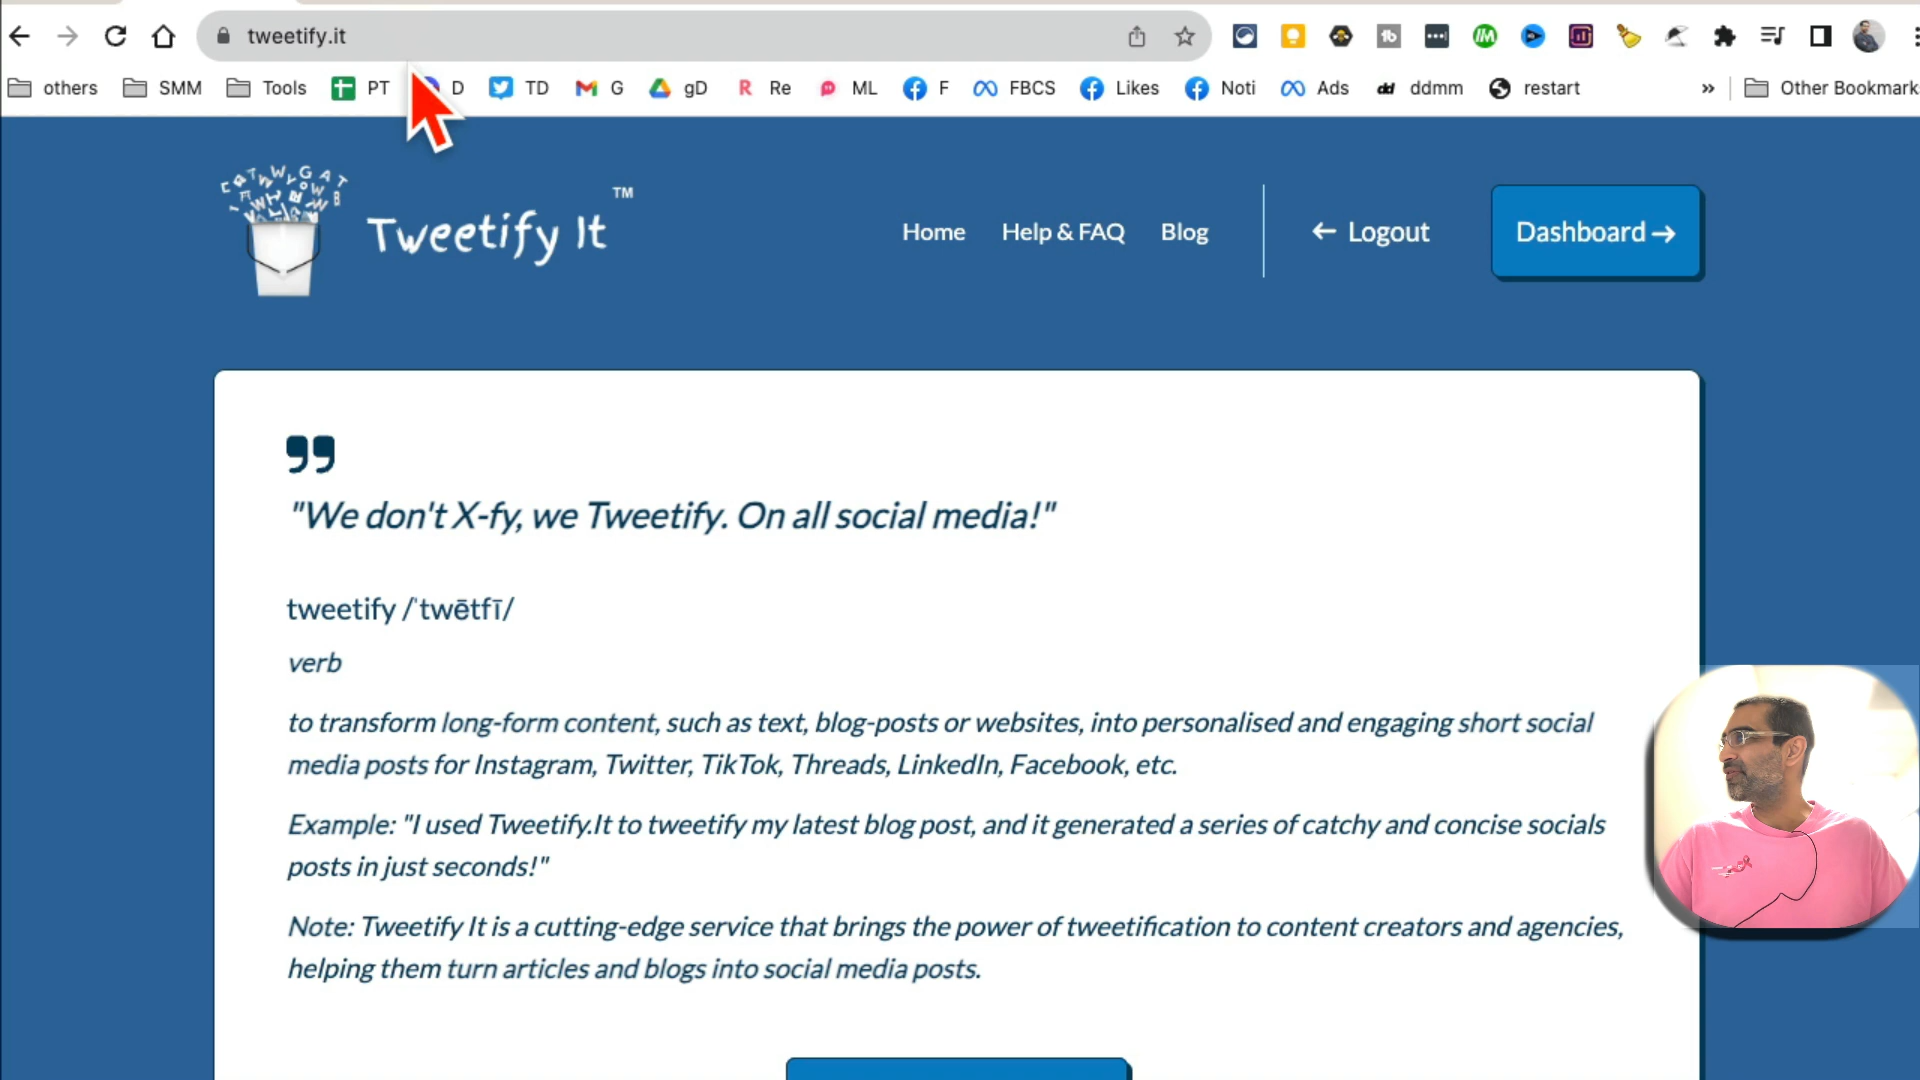 tweetify.it
others SMM Tools PT D TD G gD Re ML F FBCS Likes Noti Ads ddmm restart » Other Bookmark
Tweetify It ™
Home Help & FAQ Blog ← Logout Dashboard →
"We don't X-fy, we Tweetify. On all social media!"
tweetify /ˈtwētfī/
verb
to transform long-form content, such as text, blog-posts or websites, into personalised and engaging short social
media posts for Instagram, Twitter, TikTok, Threads, LinkedIn, Facebook, etc.
Example: "I used Tweetify.It to tweetify my latest blog post, and it generated a series of catchy and concise socials
posts in just seconds!"
Note: Tweetify It is a cutting-edge service that brings the power of tweetification to content creators and agencies,
helping them turn articles and blogs into social media posts.